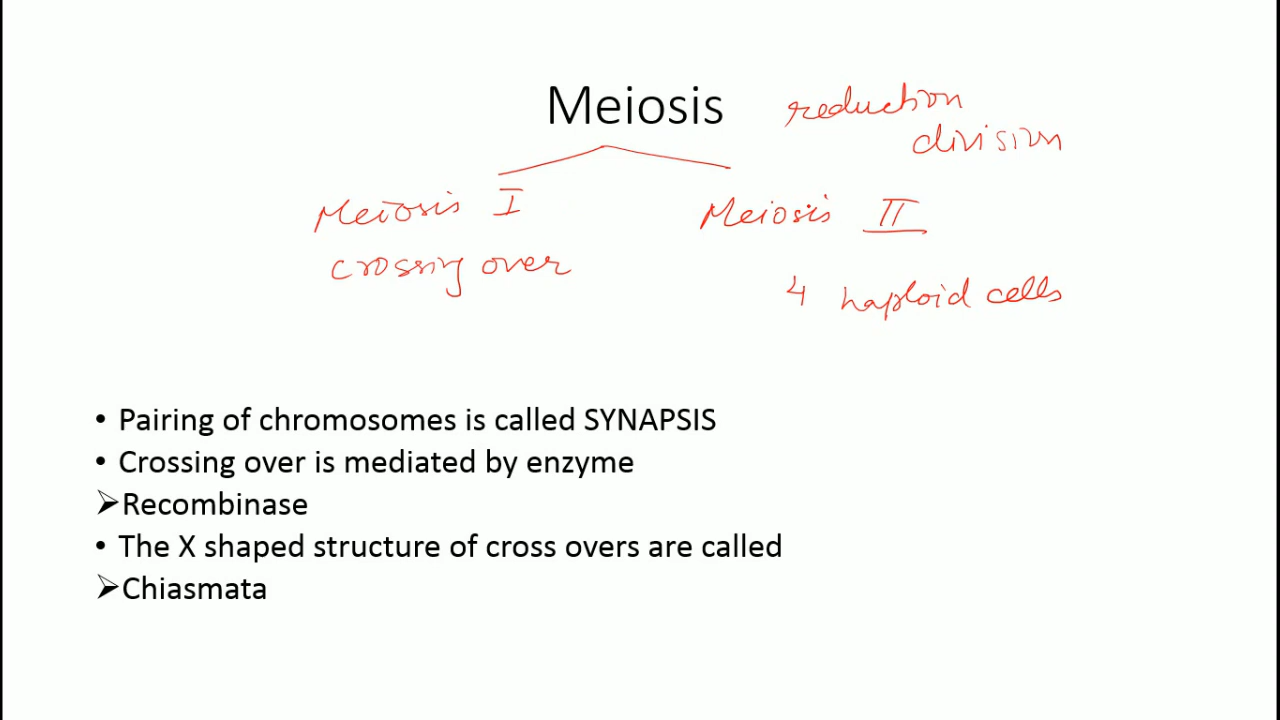 Meiosis reduction
division
Meiosis I Meiosis II
crossing over
4 haploid cells
• Pairing of chromosomes is called SYNAPSIS
• Crossing over is mediated by enzyme
➢Recombinase
• The X shaped structure of cross overs are called
➢Chiasmata